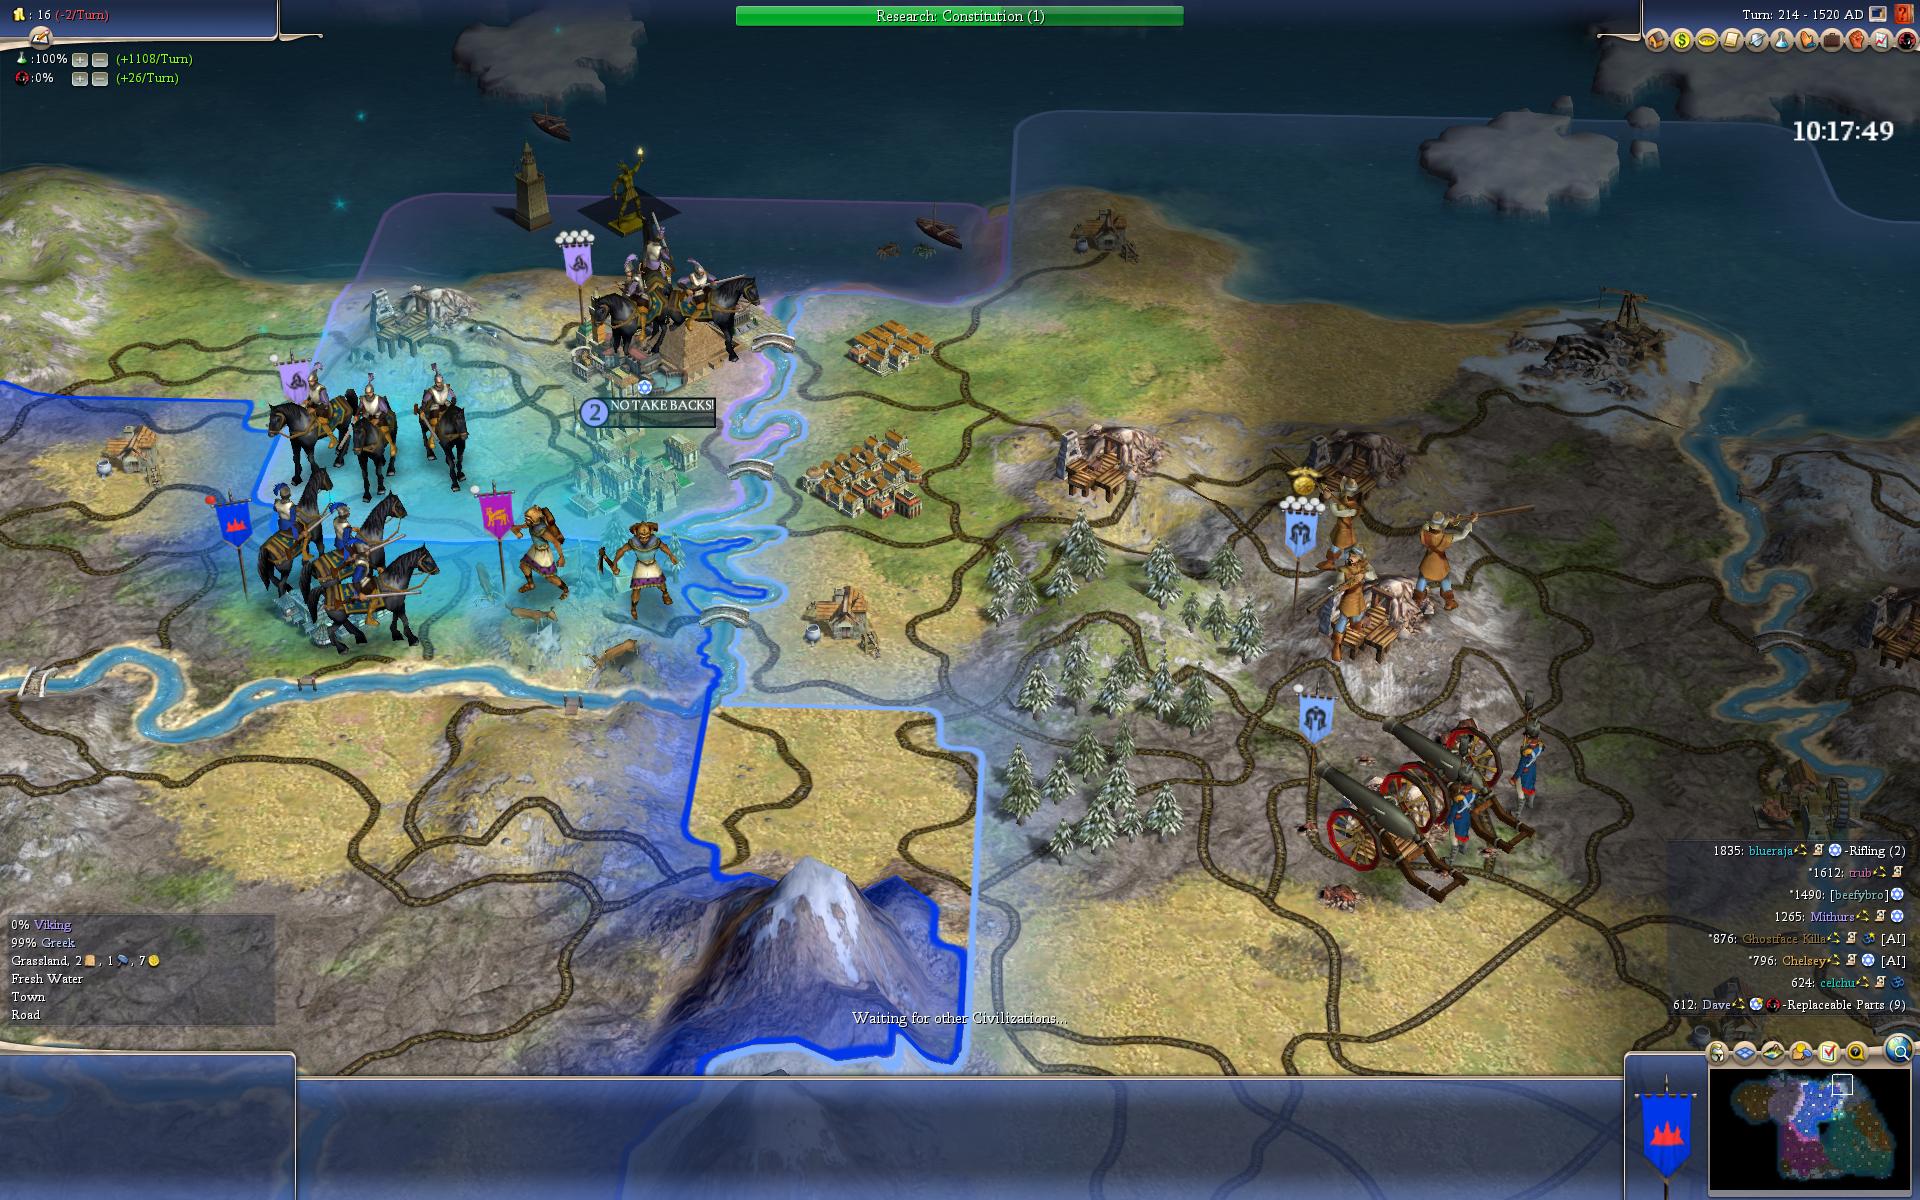 : 16 (-2/Turn)
Research: Constitution (1)
Turn: 214 - 1520 AD
:100% (+1108/Turn)
:0% (+26/Turn)
10:17:49
2 NO TAKE BACKS!
1835: blueraja -Rifling (2)
*1612: trub
*1490: [beefybro]
1265: Mithurs
*876: Ghostface Killa [AI]
*796: Chelsey [AI]
624: celchu
612: Dave -Replaceable Parts (9)
0% Viking
99% Greek
Grassland, 2 , 1 , 7
Fresh Water
Town
Road
Waiting for other Civilizations...